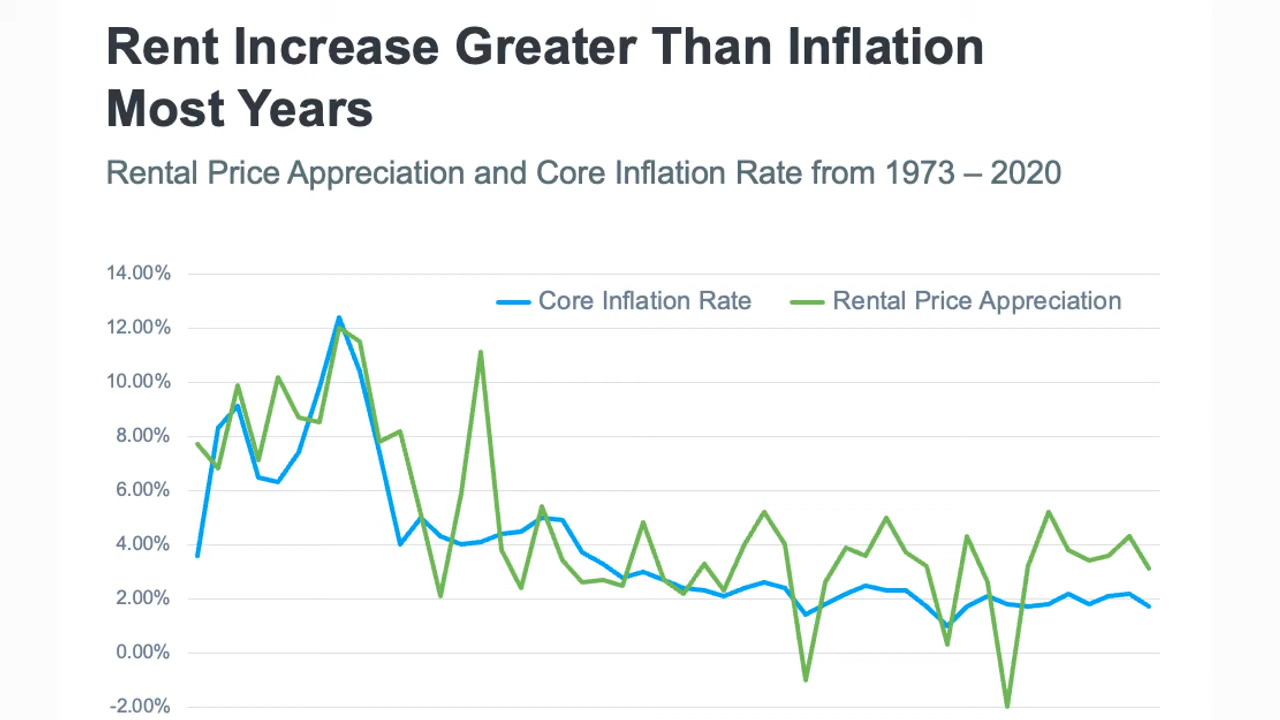 Rent Increase Greater Than Inflation
Most Years
Rental Price Appreciation and Core Inflation Rate from 1973 – 2020
14.00%
Core Inflation Rate
Rental Price Appreciation
12.00%
10.00%
8.00%
6.00%
4.00%
2.00%
0.00%
-2.00%